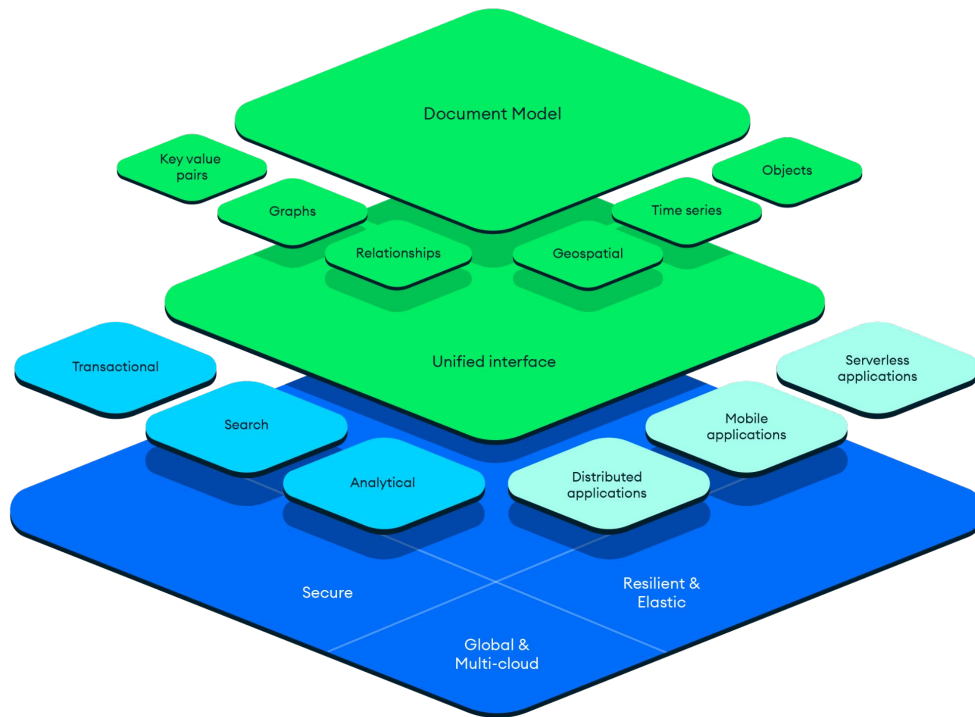 Document Model
Key value
pairs
Objects
Graphs
Time series
Relationships
Geospatial
Unified interface
Transactional
Serverless
applications
Search
Mobile
applications
Analytical
Distributed
applications
Secure
Resilient &
Elastic
Global &
Multi-cloud